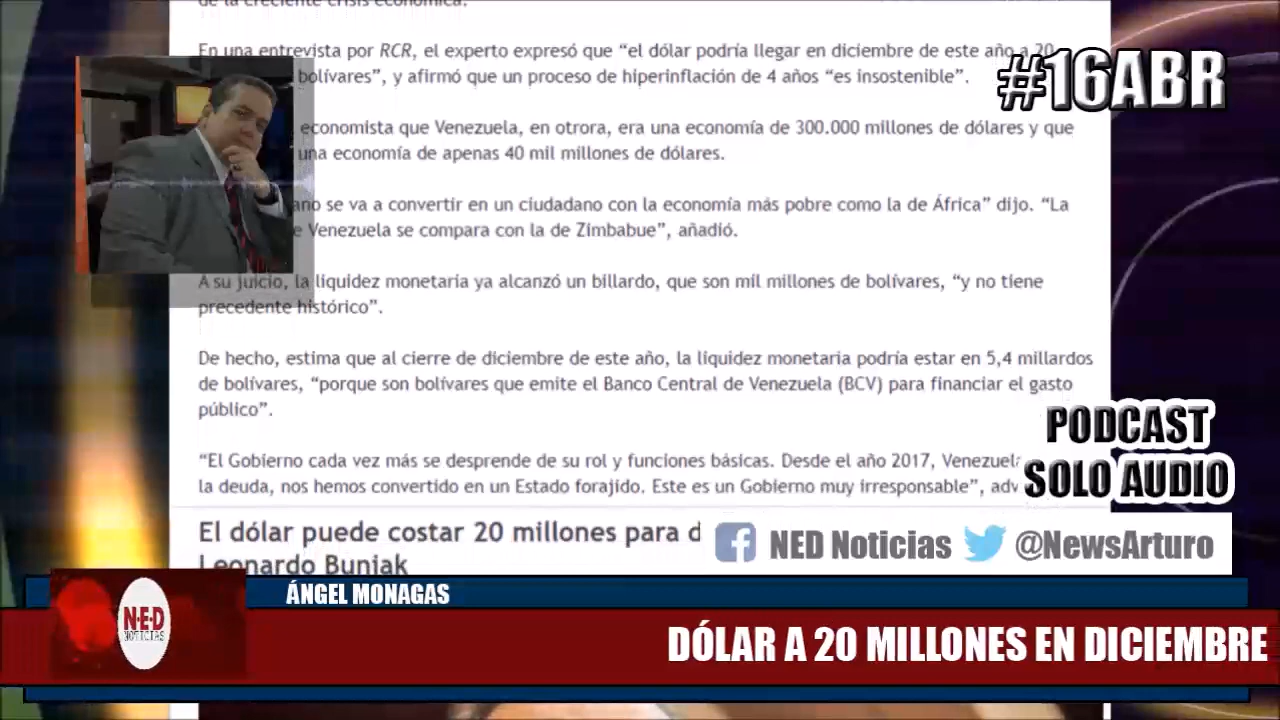 de la creciente crisis económica.
En una entrevista por RCR, el experto expresó que “el dólar podría llegar en diciembre de este año a 20
bolívares”, y afirmó que un proceso de hiperinflación de 4 años “es insostenible”.
#16ABR
economista que Venezuela, en otrora, era una economía de 300.000 millones de dólares y que
una economía de apenas 40 mil millones de dólares.
se va a convertir en un ciudadano con la economía más pobre como la de África” dijo. “La
de Venezuela se compara con la de Zimbabue”, añadió.
A su juicio, la liquidez monetaria ya alcanzó un billardo, que son mil millones de bolívares, “y no tiene
precedente histórico”.
De hecho, estima que al cierre de diciembre de este año, la liquidez monetaria podría estar en 5,4 millardos
de bolívares, “porque son bolívares que emite el Banco Central de Venezuela (BCV) para financiar el gasto
público”.
“El Gobierno cada vez más se desprende de su rol y funciones básicas. Desde el año 2017,
la deuda, nos hemos convertido en un Estado forajido. Este es un Gobierno muy irresponsable”,
PODCAST
SOLO AUDIO
El dólar puede costar 20 millones para
Leonardo Buniak
NED Noticias @NewsArturo
ÁNGEL MONAGAS
N·E·D
NOTICIAS
DÓLAR A 20 MILLONES EN DICIEMBRE